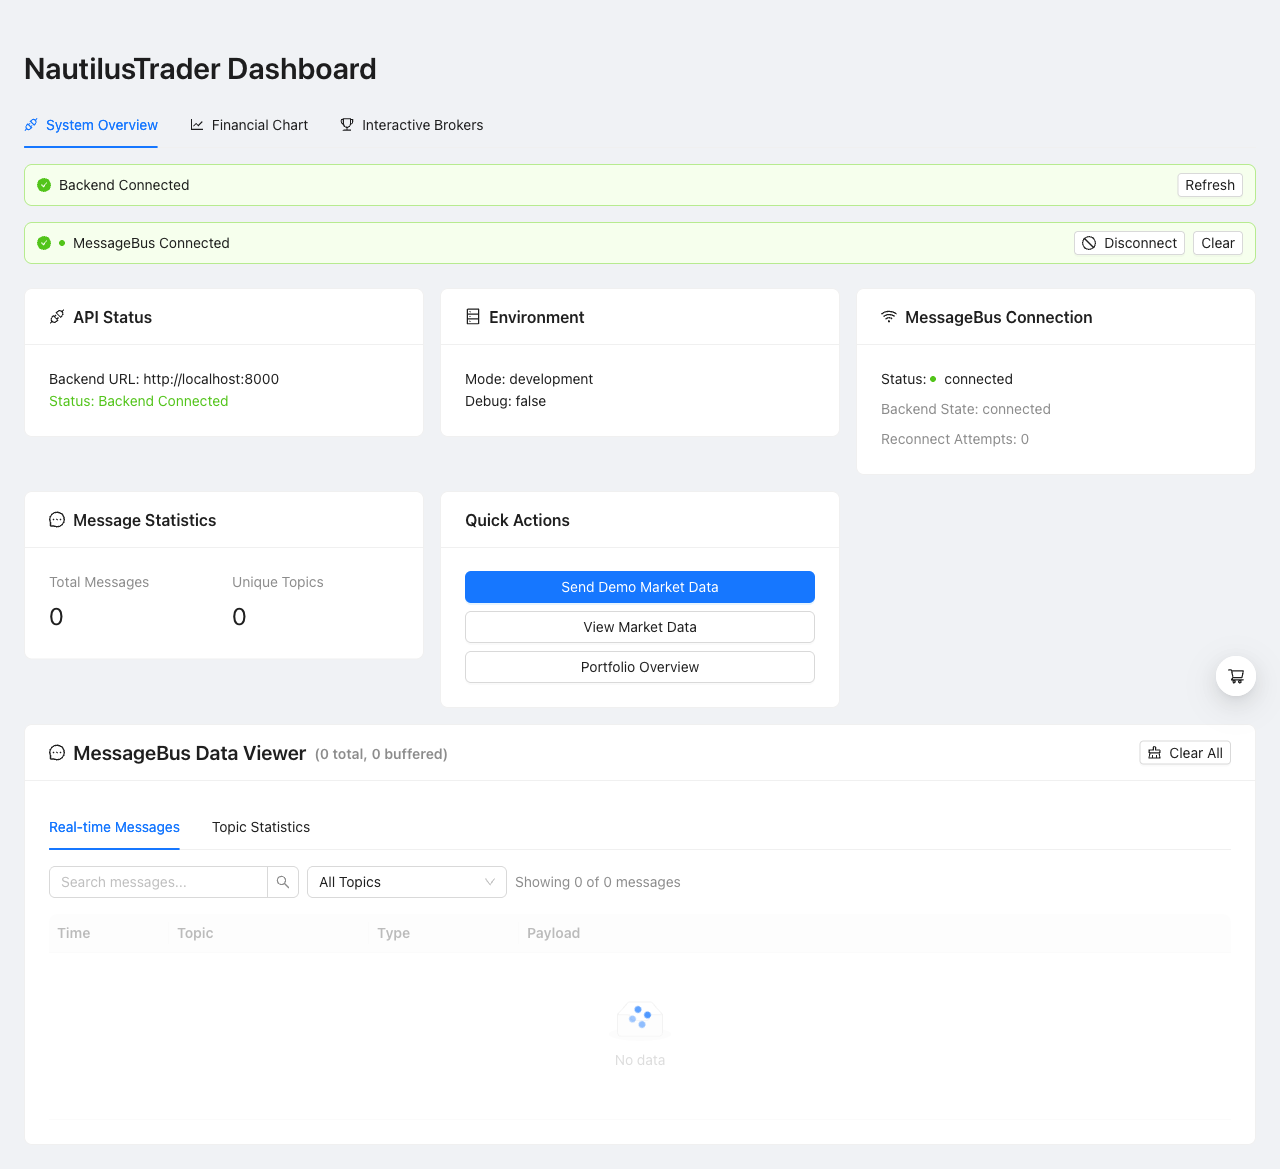 NautilusTrader Dashboard
System Overview Financial Chart Interactive Brokers
Backend Connected Refresh
MessageBus Connected Disconnect Clear
API Status
Backend URL: http://localhost:8000
Status: Backend Connected
Environment
Mode: development
Debug: false
MessageBus Connection
Status: connected
Backend State: connected
Reconnect Attempts: 0
Message Statistics
Total Messages Unique Topics
0 0
Quick Actions
Send Demo Market Data
View Market Data
Portfolio Overview
MessageBus Data Viewer (0 total, 0 buffered) Clear All
Real-time Messages Topic Statistics
Search messages... All Topics Showing 0 of 0 messages
Time Topic Type Payload
No data